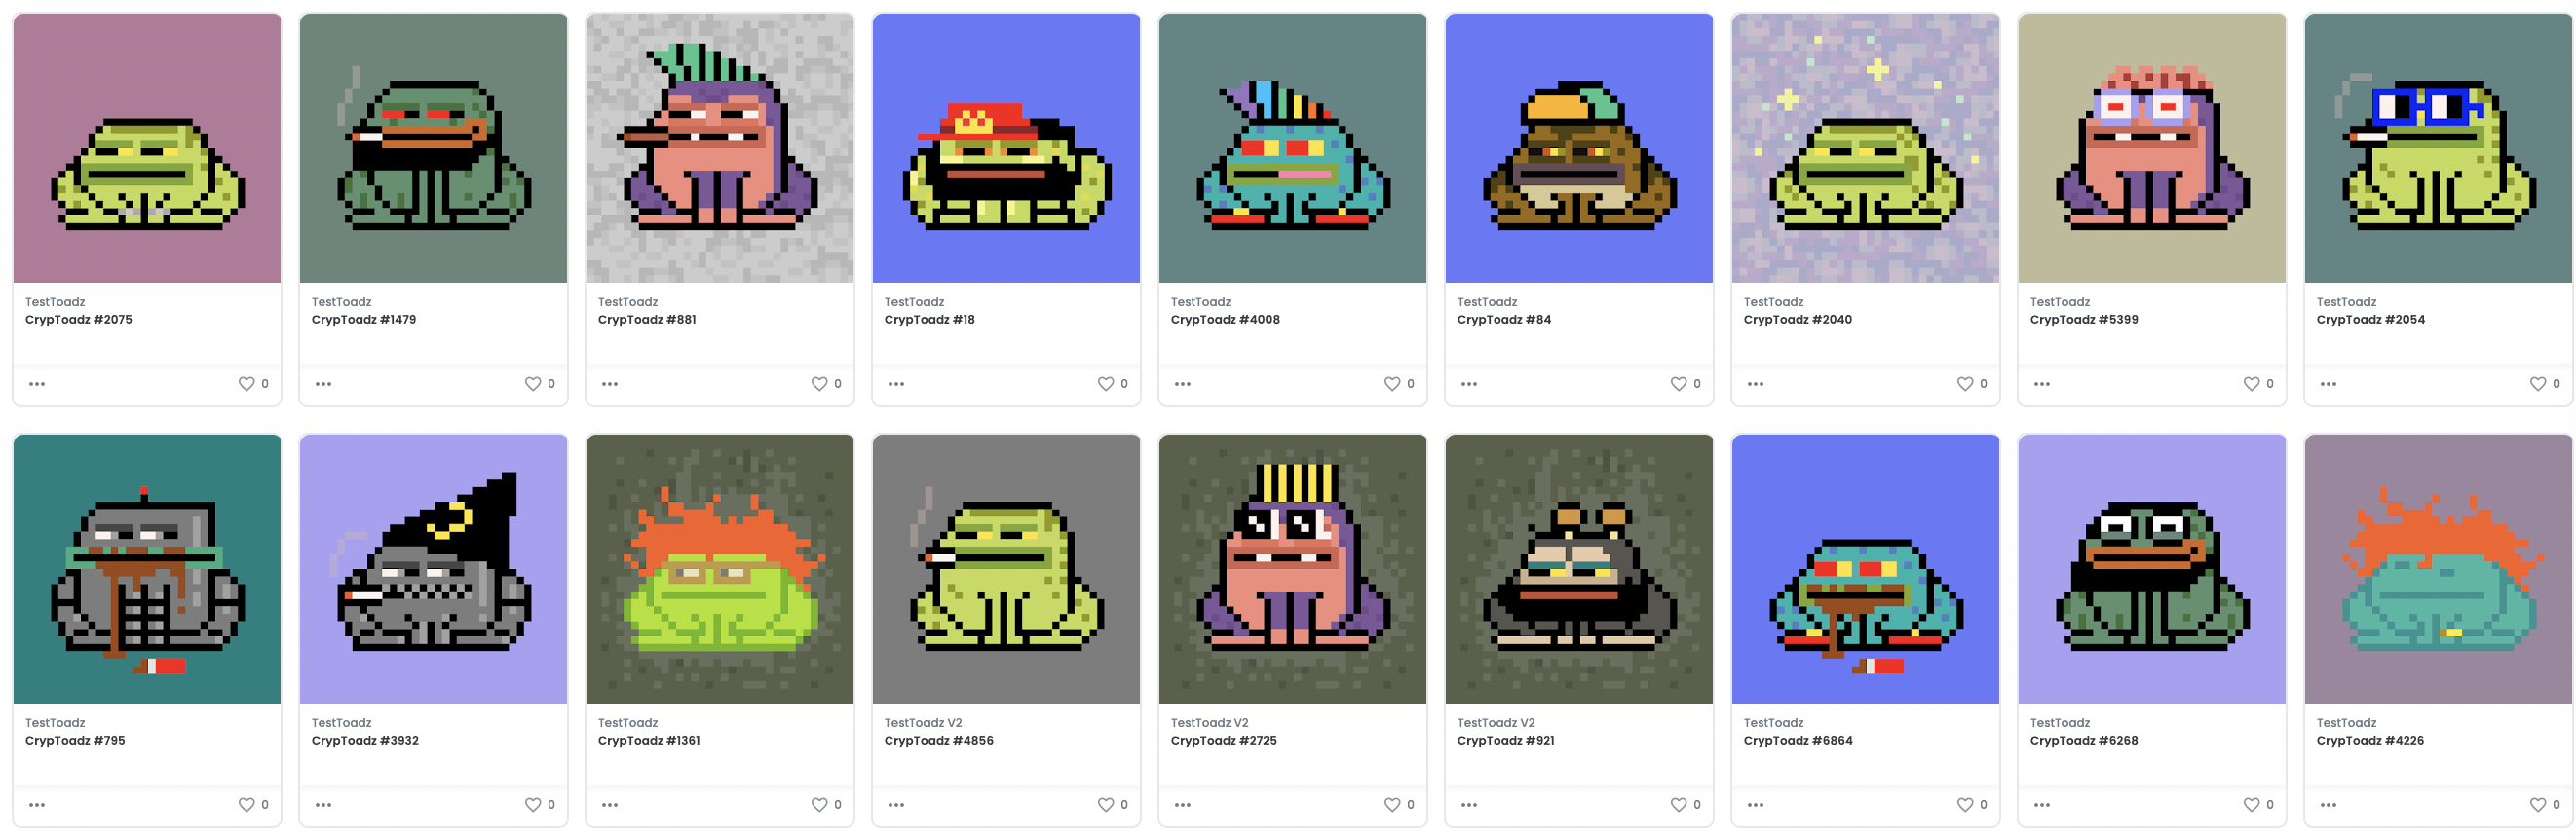 TestToadz
CrypToadz #2075
0
TestToadz
CrypToadz #1479
0
TestToadz
CrypToadz #881
0
TestToadz
CrypToadz #18
0
TestToadz
CrypToadz #4008
0
TestToadz
CrypToadz #84
0
TestToadz
CrypToadz #2040
0
TestToadz
CrypToadz #5399
0
TestToadz
CrypToadz #2054
0
TestToadz
CrypToadz #795
0
TestToadz
CrypToadz #3932
0
TestToadz
CrypToadz #1361
0
TestToadz V2
CrypToadz #4856
0
TestToadz V2
CrypToadz #2725
0
TestToadz V2
CrypToadz #921
0
TestToadz
CrypToadz #6864
0
TestToadz
CrypToadz #6268
0
TestToadz
CrypToadz #4226
0